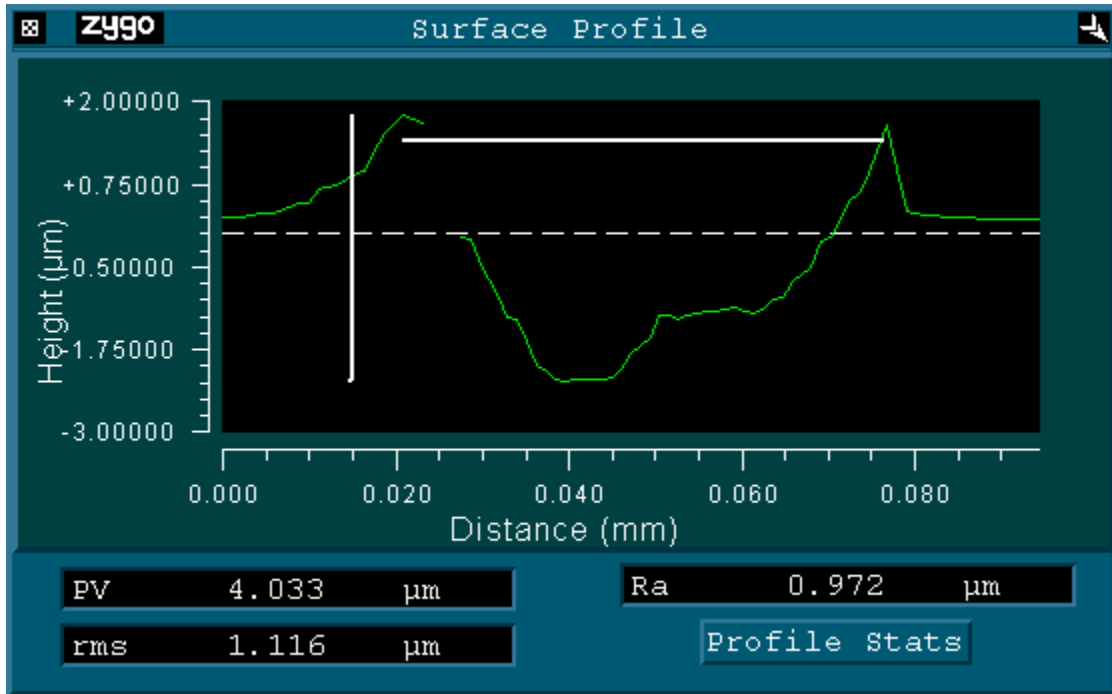 zygo Surface Profile
+2.00000
+0.75000
-0.50000
-1.75000
-3.00000
Height (µm)
0.000 0.020 0.040 0.060 0.080
Distance (mm)
PV 4.033 µm Ra 0.972 µm
rms 1.116 µm Profile Stats